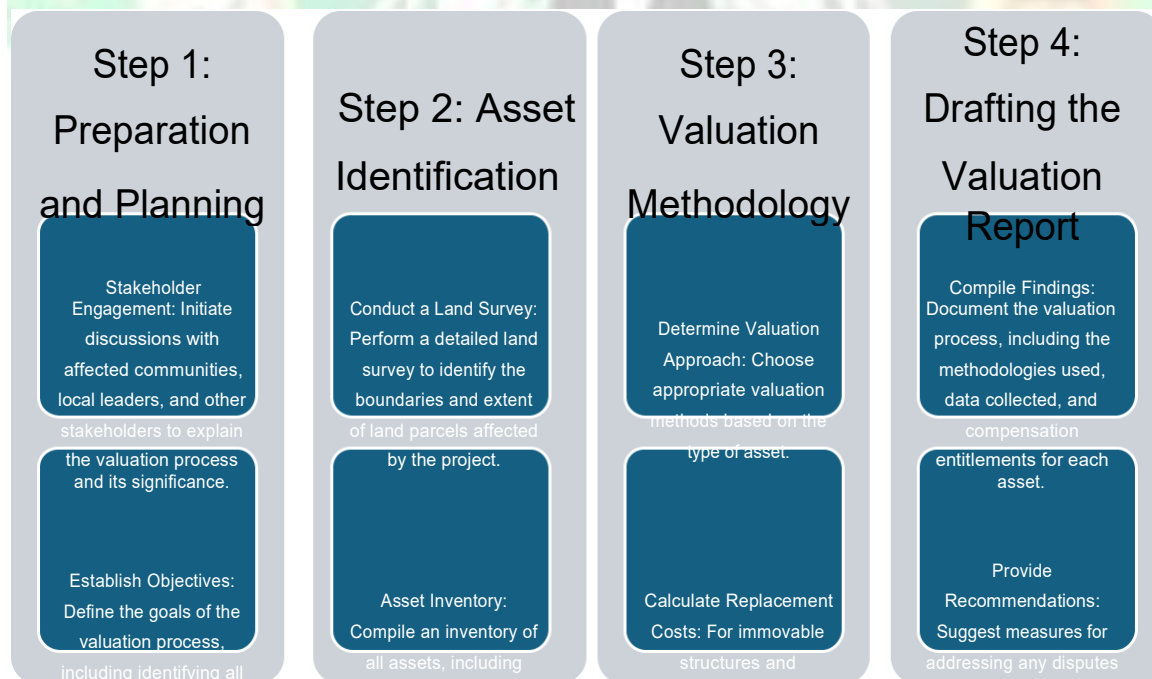 Step 1:
Preparation
and Planning
Stakeholder
Engagement: Initiate
discussions with
affected communities,
local leaders, and other
stakeholders to explain
the valuation process
and its significance.
Establish Objectives:
Define the goals of the
valuation process,
including identifying all
Step 2: Asset
Identification
Conduct a Land Survey:
Perform a detailed land
survey to identify the
boundaries and extent
of land parcels affected
by the project.
Asset Inventory:
Compile an inventory of
all assets, including
Step 3:
Valuation
Methodology
Determine Valuation
Approach: Choose
appropriate valuation
methods based on the
type of asset.
Calculate Replacement
Costs: For immovable
structures and
Step 4:
Drafting the
Valuation
Report
Compile Findings:
Document the valuation
process, including the
methodologies used,
data collected, and
compensation
entitlements for each
asset.
Provide
Recommendations:
Suggest measures for
addressing any disputes